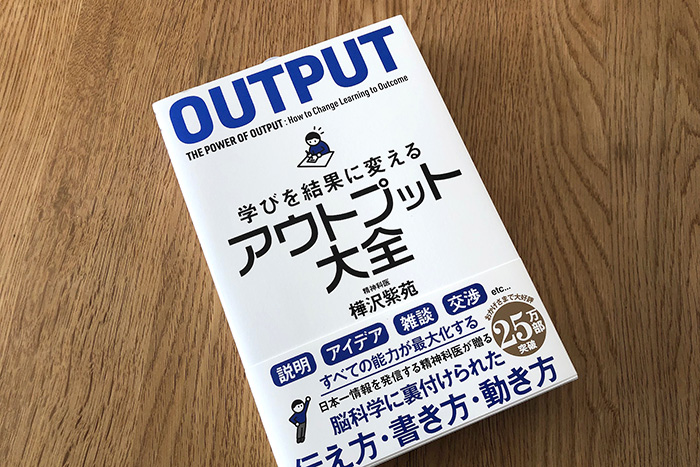 OUTPUT
THE POWER OF OUTPUT : How to Change Learning to Outcome
学びを結果に変える
アウトプット
大全
精神科医
樺沢紫苑
説明 アイデア 雑談 交渉 etc...
すべての能力が最大化する
おかげさまで大好評
25万部
突破
日本一情報を発信する精神科医が贈る
脳科学に裏付けられた
伝え方・書き方・動き方